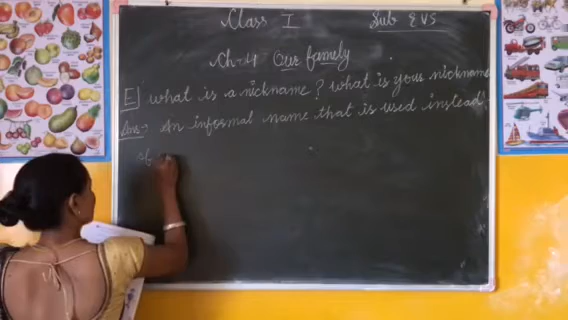 Class I
Sub EVS
Ch-4 Our family
E] What is a nickname? What is your nickname
Ans:- An informal name that is used instead
of